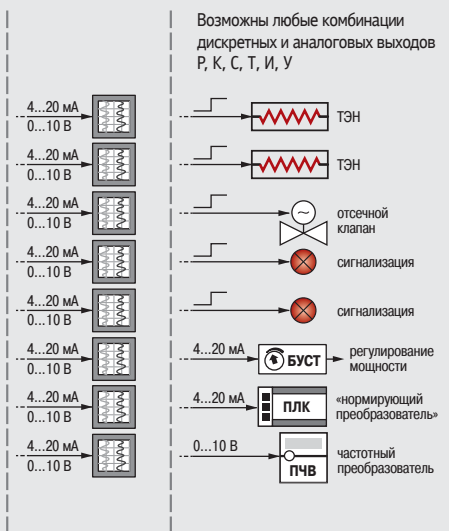 Возможны любые комбинации
дискретных и аналоговых выходов
Р, К, С, Т, И, У
4...20 мА
0...10 В
ТЭН
4...20 мА
0...10 В
ТЭН
4...20 мА
0...10 В
~
отсечной
клапан
4...20 мА
0...10 В
сигнализация
4...20 мА
0...10 В
сигнализация
4...20 мА
0...10 В
4...20 мА
БУСТ
регулирование
мощности
4...20 мА
0...10 В
4...20 мА
ПЛК
«нормирующий
преобразователь»
4...20 мА
0...10 В
0...10 В
ПЧВ
частотный
преобразователь